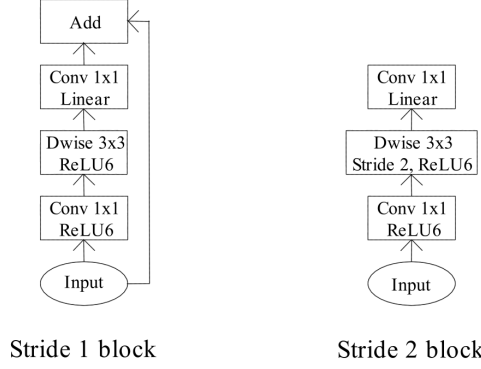 Add
Conv 1x1
Linear
Dwise 3x3
ReLU6
Conv 1x1
ReLU6
Input
Stride 1 block
Conv 1x1
Linear
Dwise 3x3
Stride 2, ReLU6
Conv 1x1
ReLU6
Input
Stride 2 block